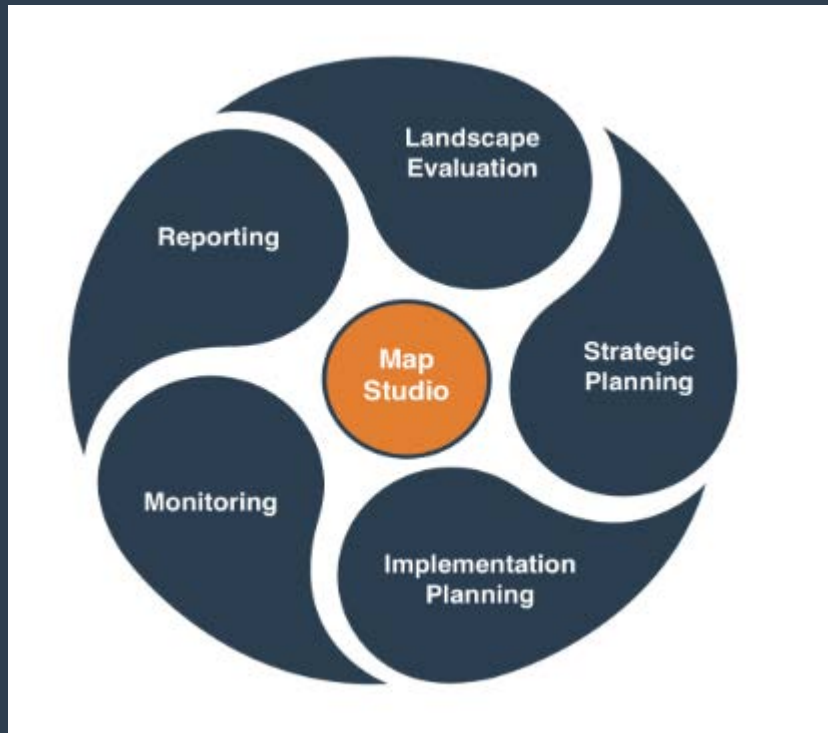 Landscape
Evaluation
Strategic
Planning
Implementation
Planning
Monitoring
Reporting
Map
Studio